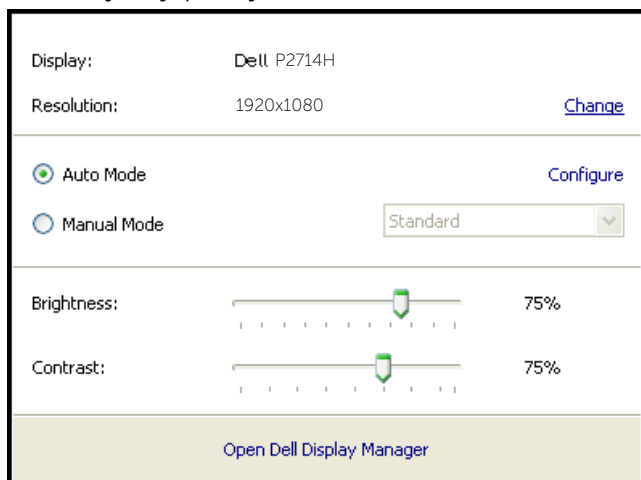 Display: Dell P2714H
Resolution: 1920x1080 Change
Auto Mode Configure
Manual Mode Standard
Brightness: 75%
Contrast: 75%
Open Dell Display Manager